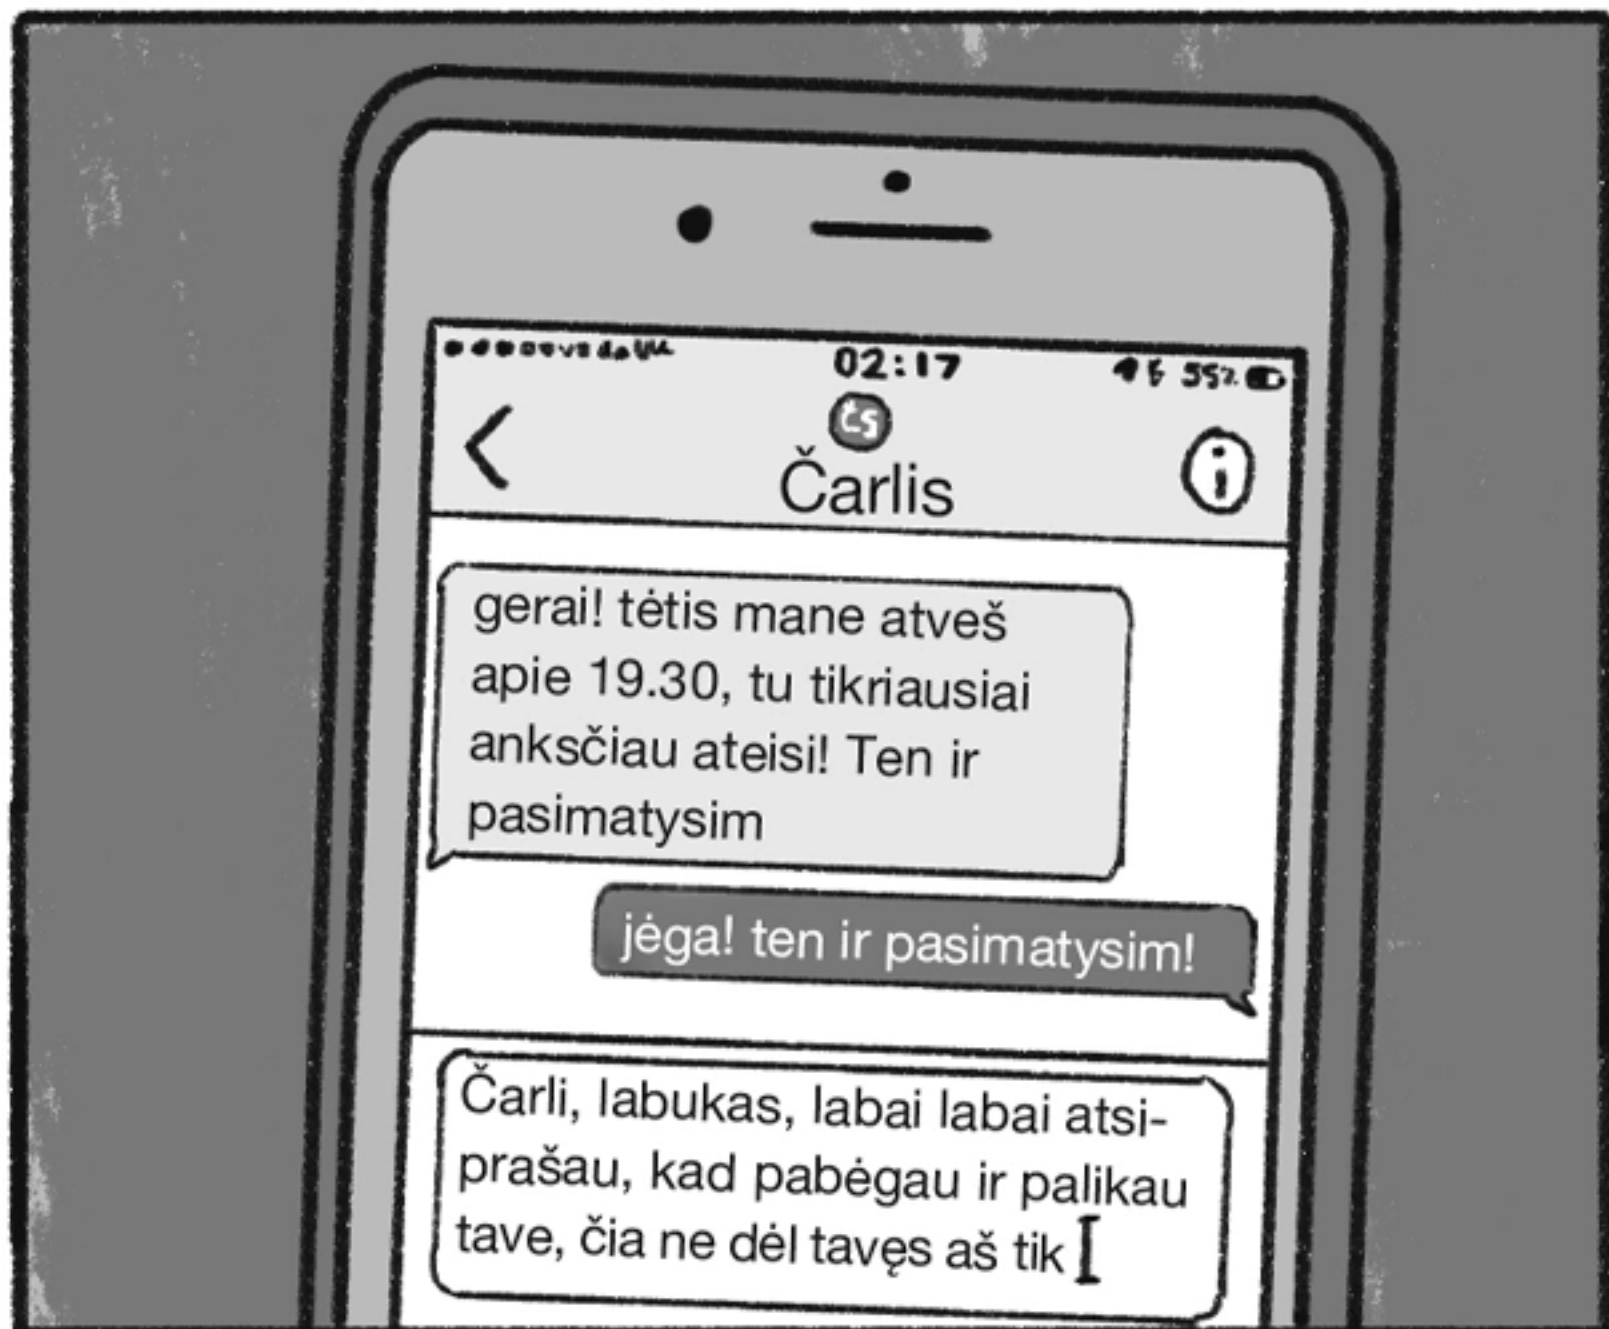 02:17
55%
ČS
Čarlis
gerai! tėtis mane atveš
apie 19.30, tu tikriausiai
anksčiau ateisi! Ten ir
pasimatysim
jėga! ten ir pasimatysim!
Čarli, labukas, labai labai atsi-
prašau, kad pabėgau ir palikau
tave, čia ne dėl tavęs aš tik